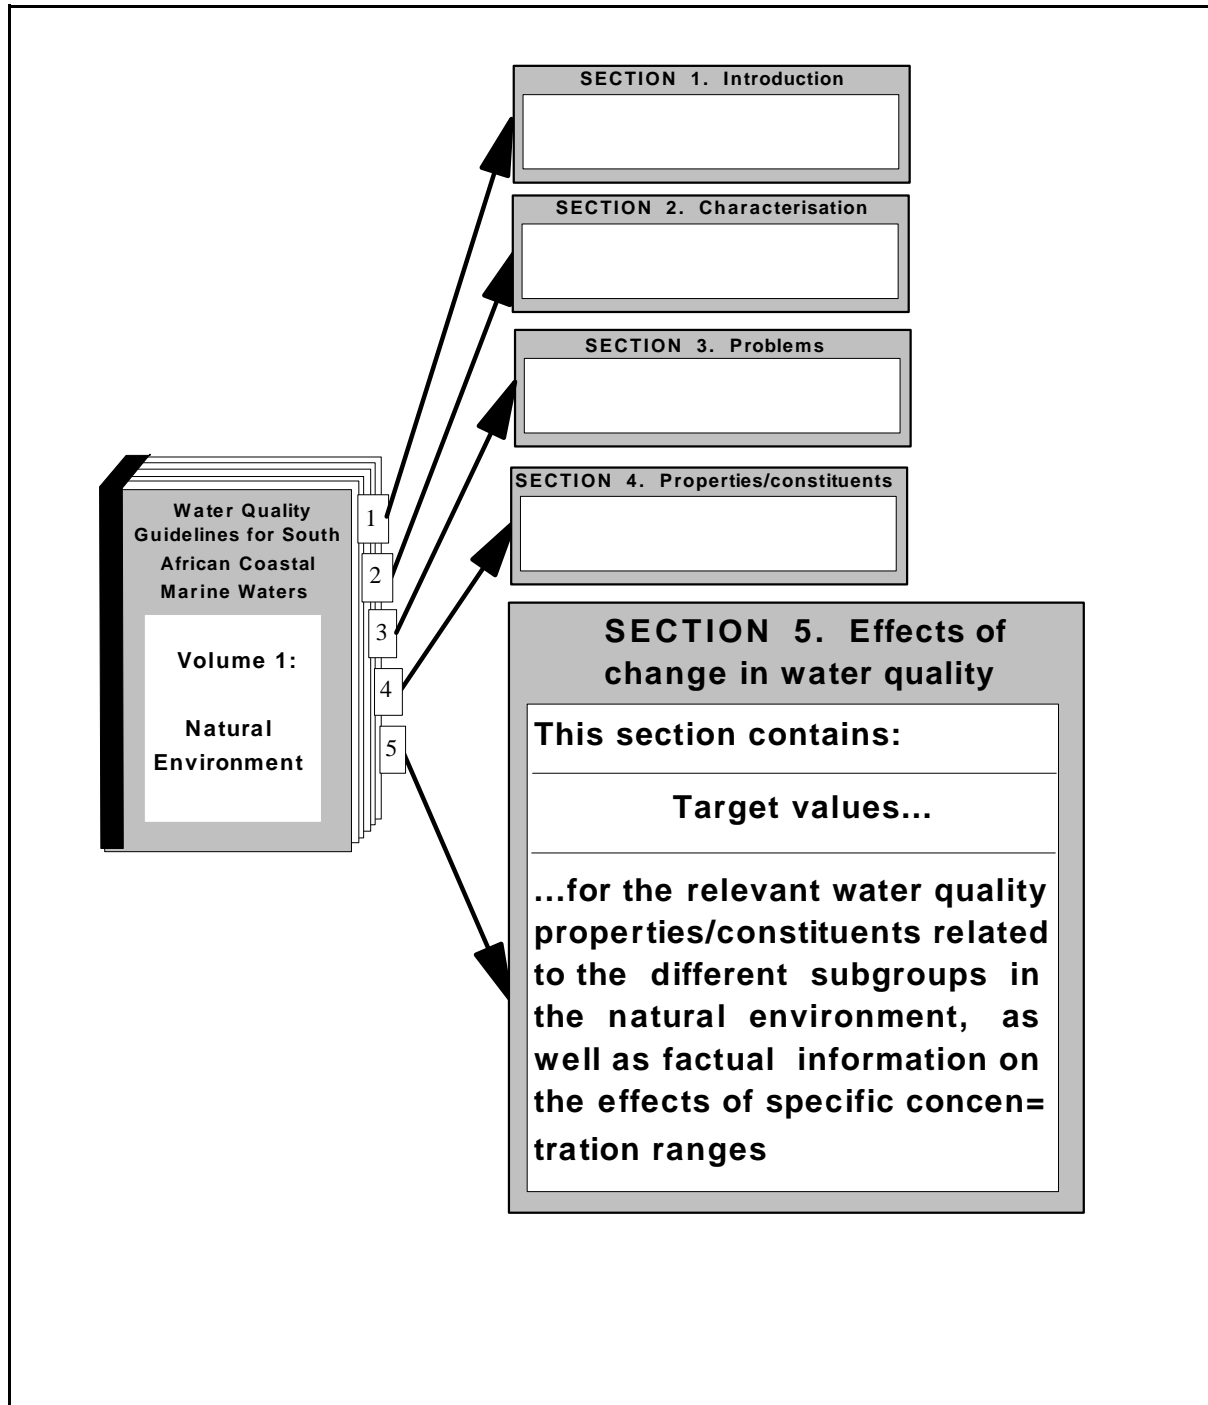 SECTION 1. Introduction
SECTION 2. Characterisation
SECTION 3. Problems
SECTION 4. Properties/constituents
Water Quality
Guidelines for South
African Coastal
Marine Waters
Volume 1:
Natural
Environment
1
2
3
4
5
SECTION 5. Effects of
change in water quality
This section contains:
Target values...
...for the relevant water quality
properties/constituents related
to the different subgroups in
the natural environment, as
well as factual information on
the effects of specific concen=
tration ranges